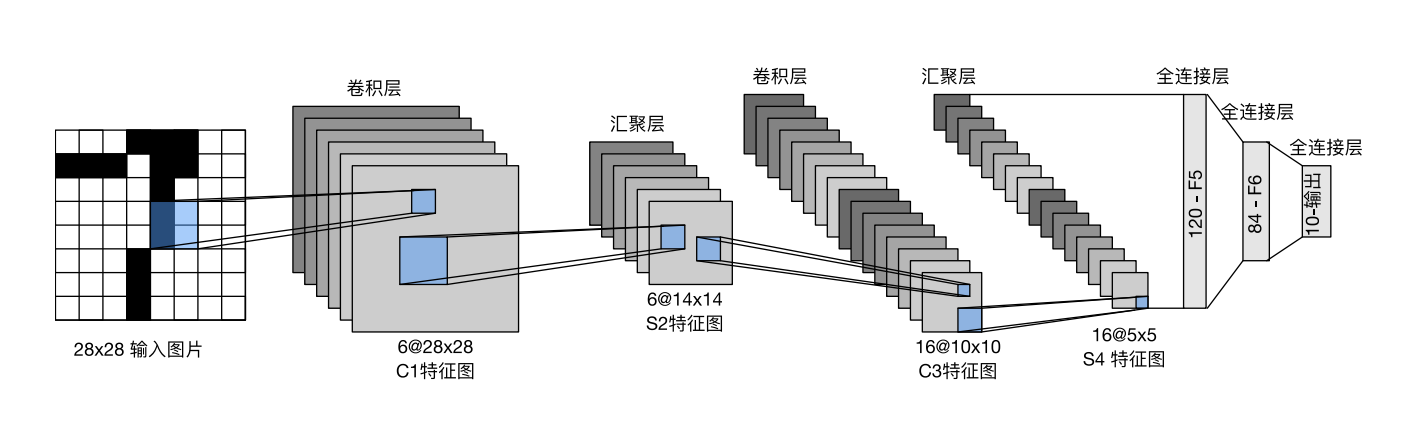 28x28 输入图片
卷积层
6@28x28
C1特征图
汇聚层
6@14x14
S2特征图
卷积层
16@10x10
C3特征图
汇聚层
16@5x5
S4 特征图
全连接层
120 - F5
全连接层
84 - F6
全连接层
10-输出